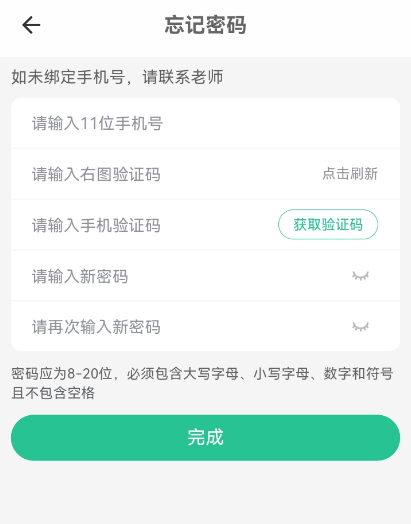 忘记密码
如未绑定手机号，请联系老师
请输入11位手机号
请输入右图验证码 点击刷新
请输入手机验证码 获取验证码
请输入新密码
请再次输入新密码
密码应为8-20位，必须包含大写字母、小写字母、数字和符号
且不包含空格
完成